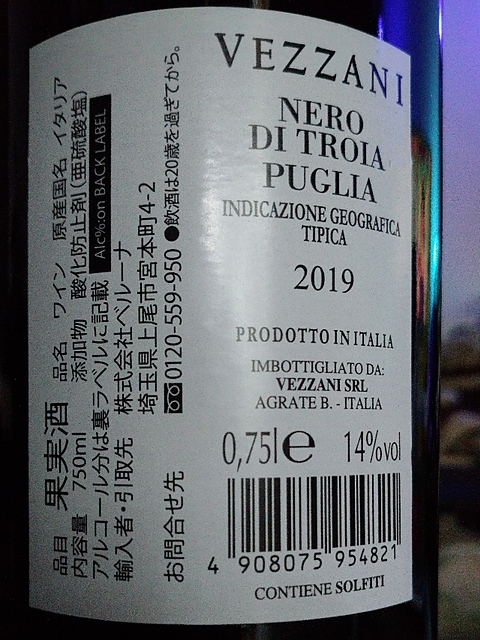 VEZZANI
NERO
DI TROIA
PUGLIA
INDICAZIONE GEOGRAFICA
TIPICA
2019
PRODOTTO IN ITALIA
IMBOTTIGLIATO DA:
VEZZANI SRL
AGRATE B. - ITALIA
0,75l e 14%vol
4 908075 954821
CONTIENE SOLFITI
品目 果実酒 品名 ワイン 原産国名 イタリア
内容量 750ml 添加物 酸化防止剤(亜硫酸塩)
アルコール分は裏ラベルに記載 Alc%:on BACK LABEL
輸入者・引取先 株式会社ベルーナ
埼玉県上尾市宮本町4-2
お問合せ先 0120-559-950 ●飲酒は20歳を過ぎてから。